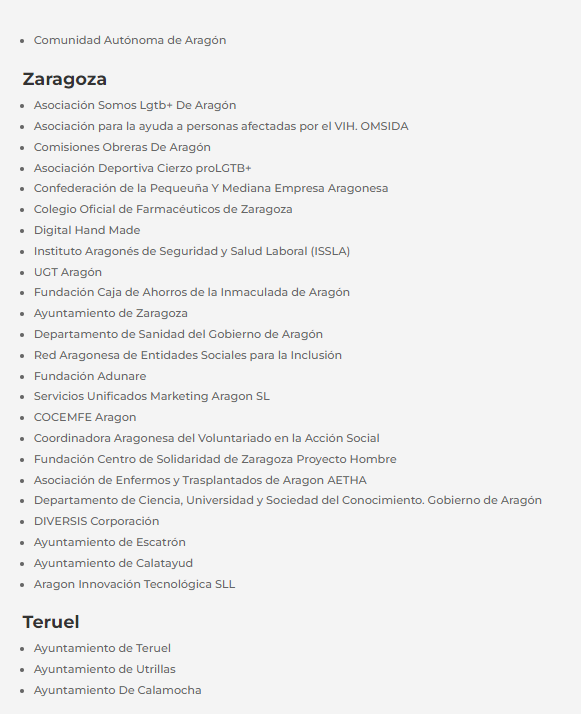 Comunidad Autónoma de Aragón
Zaragoza
Asociación Somos Lgtb+ De Aragón
Asociación para la ayuda a personas afectadas por el VIH. OMSIDA
Comisiones Obreras De Aragón
Asociación Deportiva Cierzo proLGTB+
Confederación de la Pequeuña Y Mediana Empresa Aragonesa
Colegio Oficial de Farmacéuticos de Zaragoza
Digital Hand Made
Instituto Aragonés de Seguridad y Salud Laboral (ISSLA)
UGT Aragón
Fundación Caja de Ahorros de la Inmaculada de Aragón
Ayuntamiento de Zaragoza
Departamento de Sanidad del Gobierno de Aragón
Red Aragonesa de Entidades Sociales para la Inclusión
Fundación Adunare
Servicios Unificados Marketing Aragon SL
COCEMFE Aragon
Coordinadora Aragonesa del Voluntariado en la Acción Social
Fundación Centro de Solidaridad de Zaragoza Proyecto Hombre
Asociación de Enfermos y Trasplantados de Aragon AETHA
Departamento de Ciencia, Universidad y Sociedad del Conocimiento. Gobierno de Aragón
DIVERSIS Corporación
Ayuntamiento de Escatrón
Ayuntamiento de Calatayud
Aragon Innovación Tecnológica SLL
Teruel
Ayuntamiento de Teruel
Ayuntamiento de Utrillas
Ayuntamiento De Calamocha